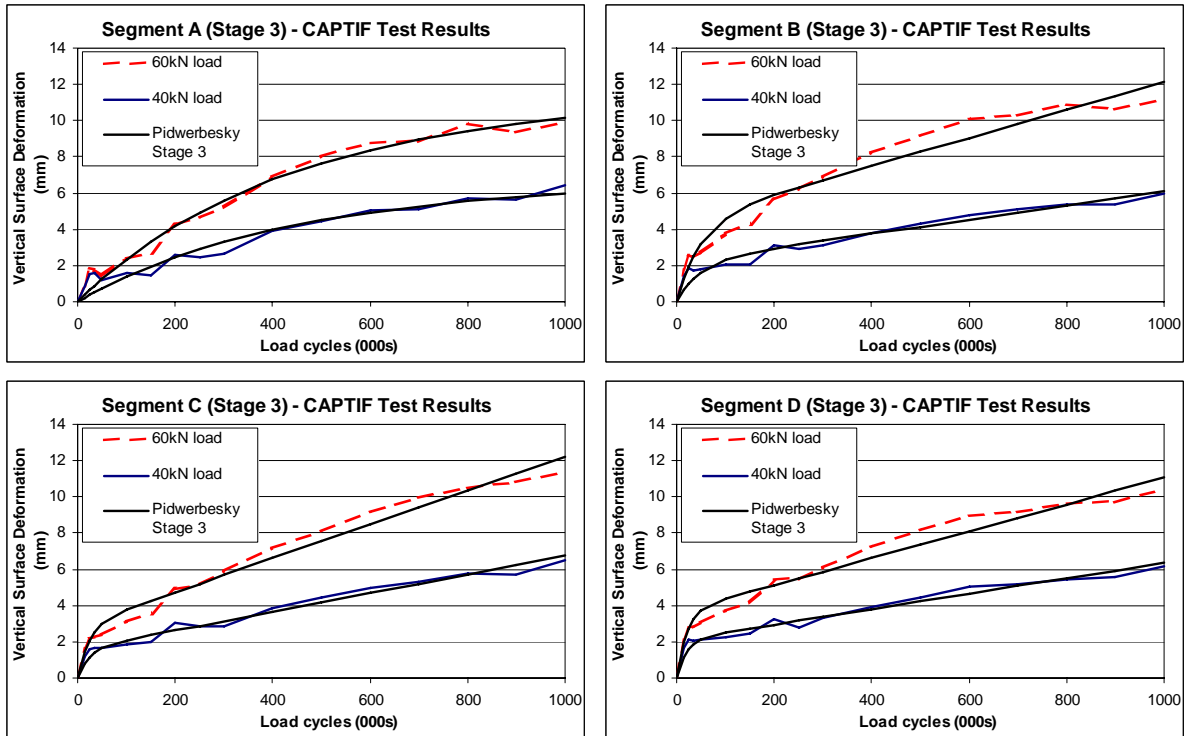 Segment A (Stage 3) - CAPTIF Test Results
Vertical Surface Deformation
(mm)
14
12
10
8
6
4
2
0
60kN load
40kN load
Pidwerbesky
Stage 3
0 200 400 600 800 1000
Load cycles (000s)
Segment B (Stage 3) - CAPTIF Test Results
Vertical Surface Deformation
(mm)
14
12
10
8
6
4
2
0
60kN load
40kN load
Pidwerbesky
Stage 3
0 200 400 600 800 1000
Load cycles (000s)
Segment C (Stage 3) - CAPTIF Test Results
Vertical Surface Deformation
(mm)
14
12
10
8
6
4
2
0
60kN load
40kN load
Pidwerbesky
Stage 3
0 200 400 600 800 1000
Load cycles (000s)
Segment D (Stage 3) - CAPTIF Test Results
Vertical Surface Deformation
(mm)
14
12
10
8
6
4
2
0
60kN load
40kN load
Pidwerbesky
Stage 3
0 200 400 600 800 1000
Load cycles (000s)